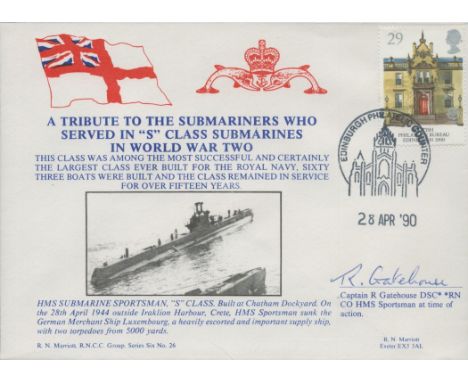 29
A TRIBUTE TO THE SUBMARINERS WHO
SERVED IN "S" CLASS SUBMARINES
IN WORLD WAR TWO
THIS CLASS WAS AMONG THE MOST SUCCESSFUL AND CERTAINLY
THE LARGEST CLASS EVER BUILT FOR THE ROYAL NAVY, SIXTY
THREE BOATS WERE BUILT AND THE CLASS REMAINED IN SERVICE
FOR OVER FIFTEEN YEARS.
EDINBURGH PHILATELIC COUNTER
BUREAU
28 APR '90
HMS SUBMARINE SPORTSMAN, "S" CLASS. Built at Chatham Dockyard. On
the 28th April 1944 outside Iraklion Harbour, Crete, HMS Sportsman sunk the
German Merchant Ship Luxembourg, a heavily escorted and important supply ship,
with two torpedoes from 5000 yards.
R. N. Marriott, R.N.C.C. Group. Series Six No. 26
R. Gatehouse
Captain R Gatehouse DSC* *RN
CO HMS Sportsman at time of
action.
R. N. Marriott
Exeter EX5 3AL